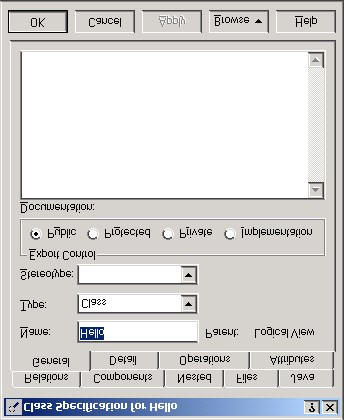 Class Specification for Hello
Relations Components Nested Files Java
General Detail Operations Attributes
Name: Hello Parent: Logical View
Type: Class
Stereotype:
Export Control
Public Protected Private Implementation
Documentation:
OK Cancel Apply Browse Help